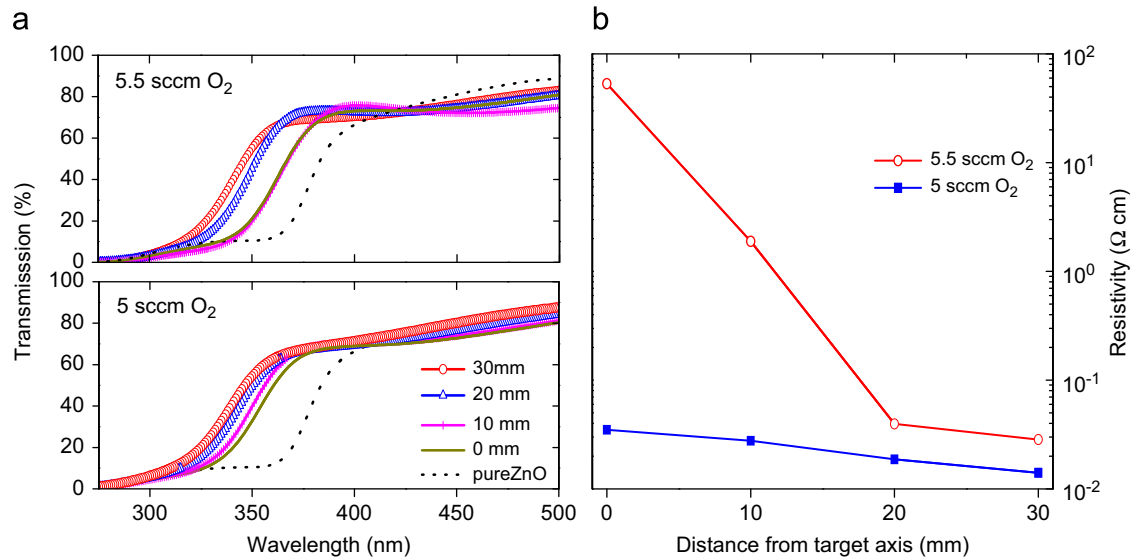 a
b
100
80
60
40
20
0
5.5 sccm O2
100
80
60
40
20
0
5 sccm O2
30mm
20 mm
10 mm
0 mm
pureZnO
300
350
400
450
500
Transmisssion (%)
Wavelength (nm)
10^2
10^1
10^0
10^-1
10^-2
5.5 sccm O2
5 sccm O2
0
10
20
30
Resistivity (Ω cm)
Distance from target axis (mm)